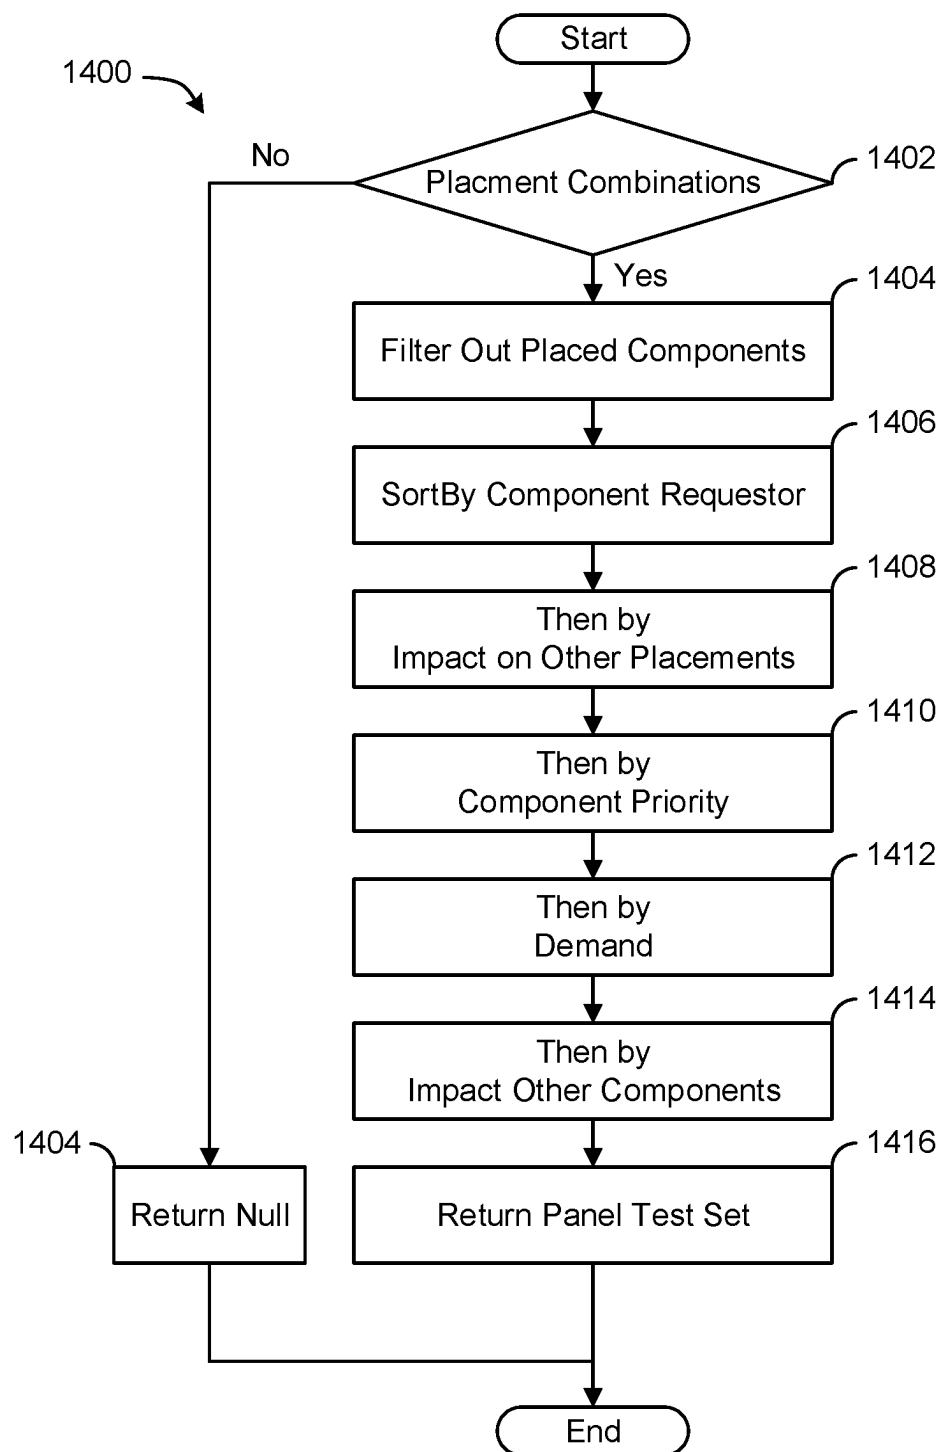 Start
1400
No
Placment Combinations
1402
Yes
1404
Filter Out Placed Components
1406
SortBy Component Requestor
1408
Then by
Impact on Other Placements
1410
Then by
Component Priority
1412
Then by
Demand
1414
Then by
Impact Other Components
1404
Return Null
1416
Return Panel Test Set
End